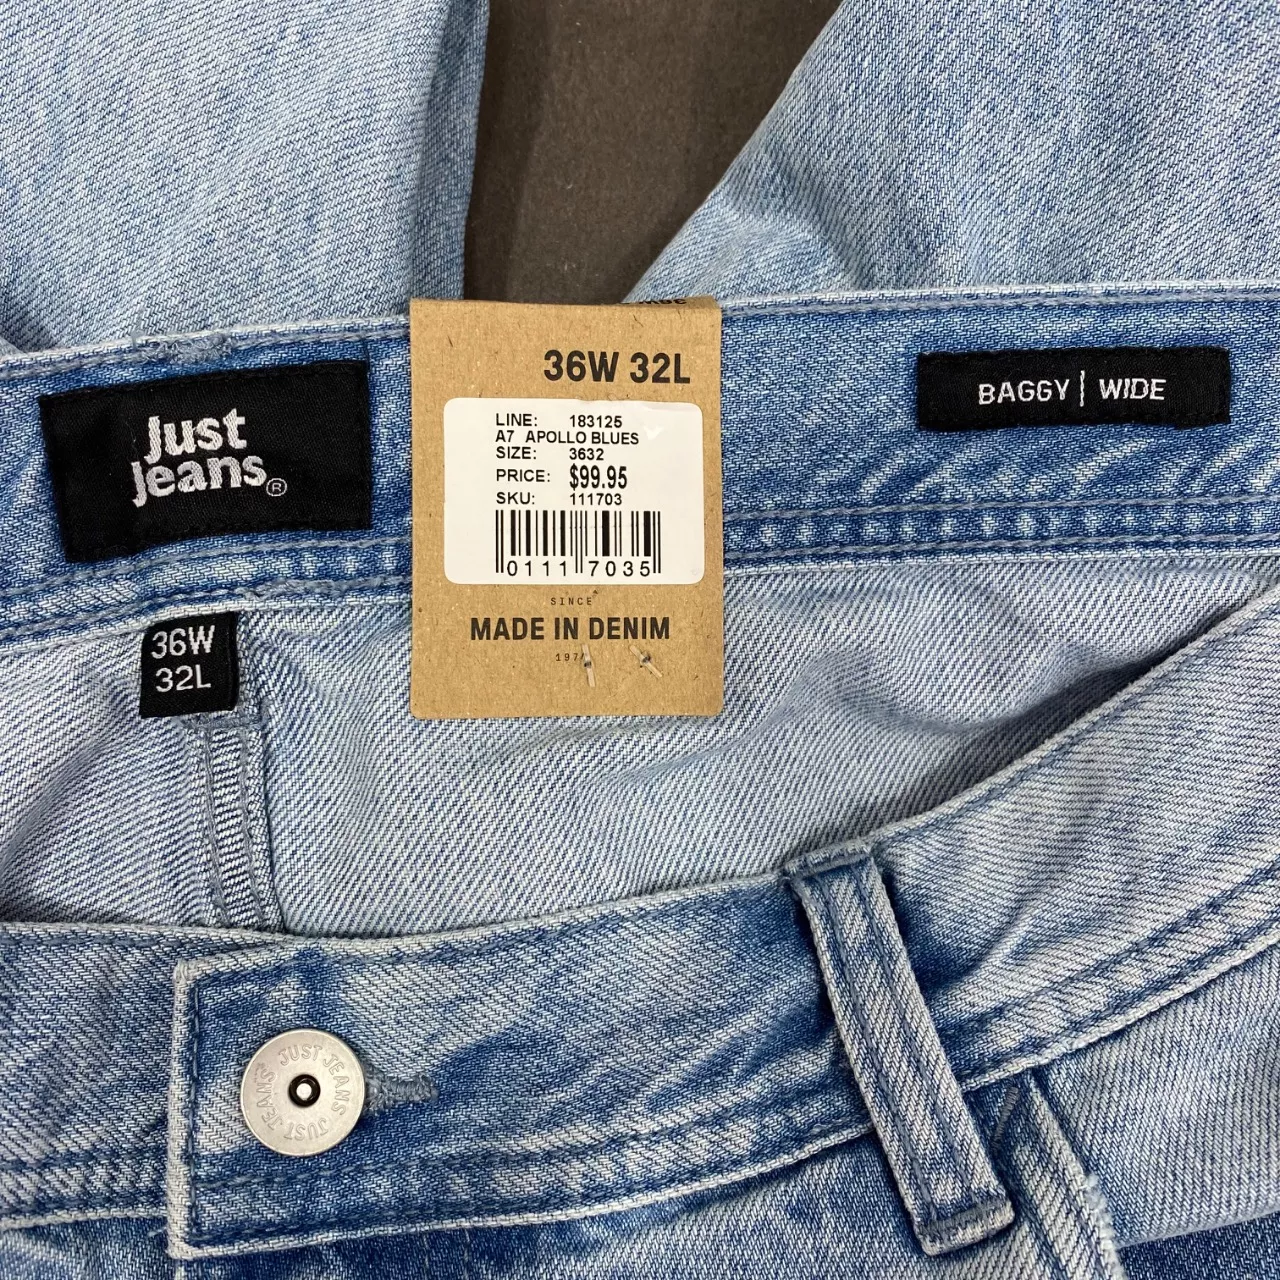 36W 32L
LINE: 183125
A7 APOLLO BLUES
SIZE: 3632
PRICE: $99.95
SKU: 111703
0111 7035
SINCE
MADE IN DENIM
Just
Jeans®
BAGGY | WIDE
36W
32L
JUST JEANS JUST JEANS